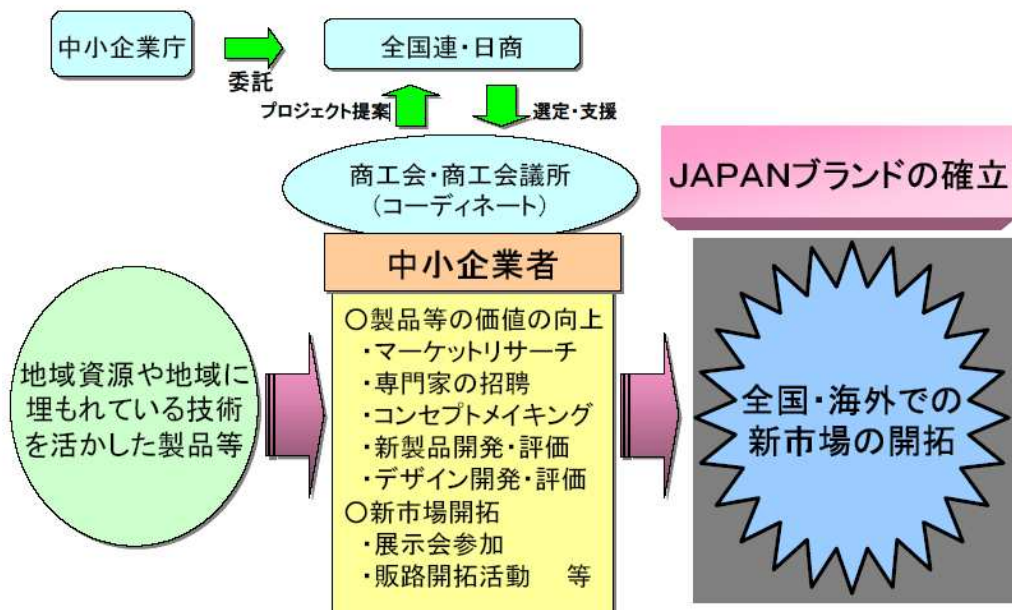 中小企業庁
委託
全国連・日商
プロジェクト提案
選定・支援
商工会・商工会議所
（コーディネート）
JAPANブランドの確立
中小企業者
○製品等の価値の向上
・マーケットリサーチ
・専門家の招聘
・コンセプトメイキング
・新製品開発・評価
・デザイン開発・評価
○新市場開拓
・展示会参加
・販路開拓活動　等
地域資源や地域に
埋もれている技術
を活かした製品等
全国・海外での
新市場の開拓